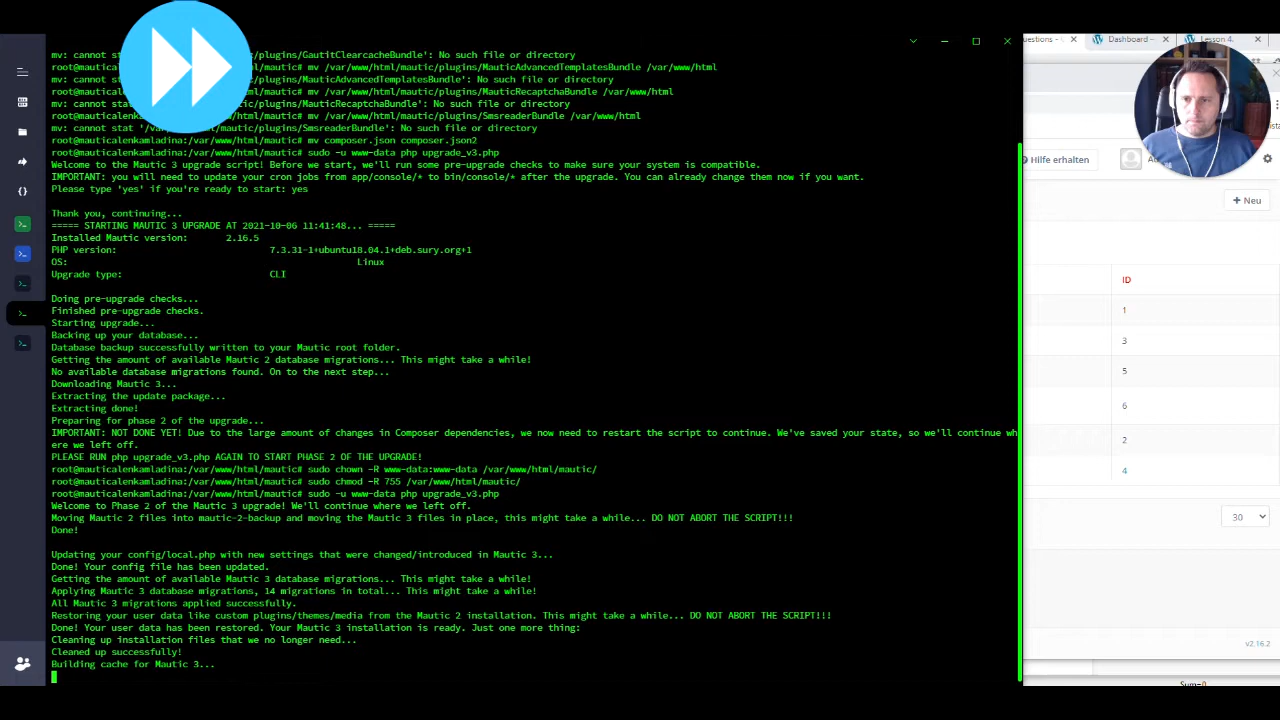 mv: cannot sta /plugins/GauticClearcacheBundle': No such file or directory
root@mauticalenkamladina:/var/www/html/mautic# mv /var/www/html/mautic/plugins/MauticAdvancedTemplatesBundle /var/www/html
mv: cannot sta /plugins/MauticAdvancedTemplatesBundle': No such file or directory
root@mauticalenkamladina:/var/www/html/mautic# mv /var/www/html/mautic/plugins/MauticRecaptchaBundle /var/www/html
mv: cannot stat /plugins/MauticRecaptchaBundle': No such file or directory
root@mauticalenkamladina:/var/www/html/mautic# mv /var/www/html/mautic/plugins/SmsreaderBundle /var/www/html
mv: cannot stat '/var/www/html/mautic/plugins/SmsreaderBundle': No such file or directory
root@mauticalenkamladina:/var/www/html/mautic# mv composer.json composer.json2
root@mauticalenkamladina:/var/www/html/mautic# sudo -u www-data php upgrade_v3.php
Welcome to the Mautic 3 upgrade script! Before we start, we'll run some pre-upgrade checks to make sure your system is compatible.
IMPORTANT: you will need to update your cron jobs from app/console/* to bin/console/* after the upgrade. You can already change them now if you want.
Please type 'yes' if you're ready to start: yes
Thank you, continuing...
===== STARTING MAUTIC 3 UPGRADE AT 2021-10-06 11:41:48... =====
Installed Mautic version: 2.16.5
PHP version: 7.3.31-1+ubuntu18.04.1+deb.sury.org+1
OS: Linux
Upgrade type: CLI
Doing pre-upgrade checks...
Finished pre-upgrade checks.
Starting upgrade...
Backing up your database...
Database backup successfully written to your Mautic root folder.
Getting the amount of available Mautic 2 database migrations... This might take a while!
No available database migrations found. On to the next step...
Downloading Mautic 3...
Extracting the update package...
Extracting done!
Preparing for phase 2 of the upgrade...
IMPORTANT: NOT DONE YET! Due to the large amount of changes in Composer dependencies, we now need to restart the script to continue. We've saved your state, so we'll continue wh
ere we left off.
PLEASE RUN php upgrade_v3.php AGAIN TO START PHASE 2 OF THE UPGRADE!
root@mauticalenkamladina:/var/www/html/mautic# sudo chown -R www-data:www-data /var/www/html/mautic/
root@mauticalenkamladina:/var/www/html/mautic# sudo chmod -R 755 /var/www/html/mautic/
root@mauticalenkamladina:/var/www/html/mautic# sudo -u www-data php upgrade_v3.php
Welcome to Phase 2 of the Mautic 3 upgrade! We'll continue where we left off.
Moving Mautic 2 files into mautic-2-backup and moving the Mautic 3 files in place, this might take a while... DO NOT ABORT THE SCRIPT!!!
Done!
Updating your config/local.php with new settings that were changed/introduced in Mautic 3...
Done! Your config file has been updated.
Getting the amount of available Mautic 3 database migrations... This might take a while!
Applying Mautic 3 database migrations, 14 migrations in total... This might take a while!
All Mautic 3 migrations applied successfully.
Restoring your user data like custom plugins/themes/media from the Mautic 2 installation. This might take a while... DO NOT ABORT THE SCRIPT!!!
Done! Your user data has been restored. Your Mautic 3 installation is ready. Just one more thing:
Cleaning up installation files that we no longer need...
Cleaned up successfully!
Building cache for Mautic 3...
uestions -
Dashboard –
Lesson 4.
Hilfe erhalten
+ Neu
ID
1
3
5
6
2
4
30
v2.16.2
Sum=0